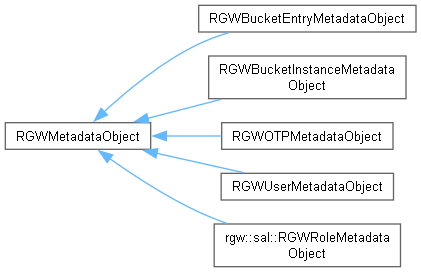 RGWBucketEntryMetadataObject
RGWBucketInstanceMetadata
Object
RGWMetadataObject
RGWOTPMetadataObject
RGWUserMetadataObject
rgw::sal::RGWRoleMetadata
Object